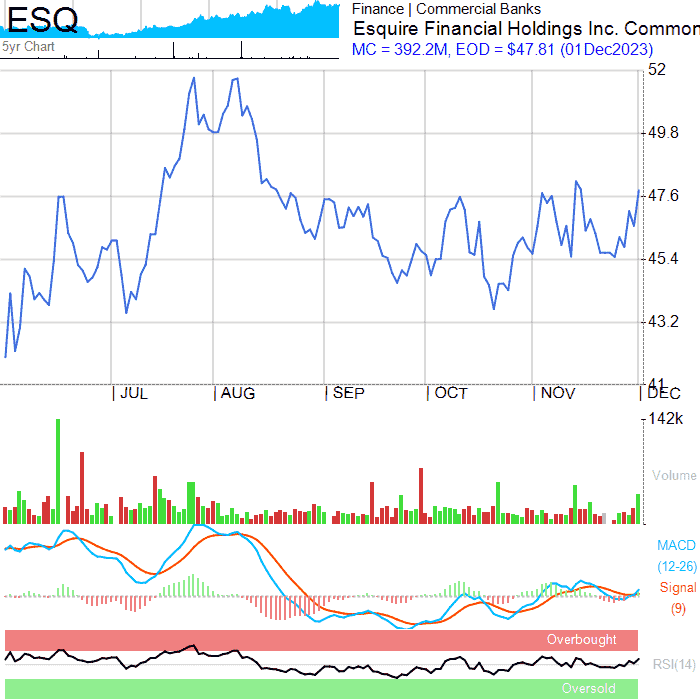 ESQ
5yr Chart
Finance | Commercial Banks
Esquire Financial Holdings Inc. Common
MC = 392.2M, EOD = $47.81 (01Dec2023)
52
49.8
47.6
45.4
43.2
41
| JUL | AUG | SEP | OCT | NOV | DEC
142k
Volume
MACD
(12-26)
Signal
(9)
Overbought
RSI(14)
Oversold